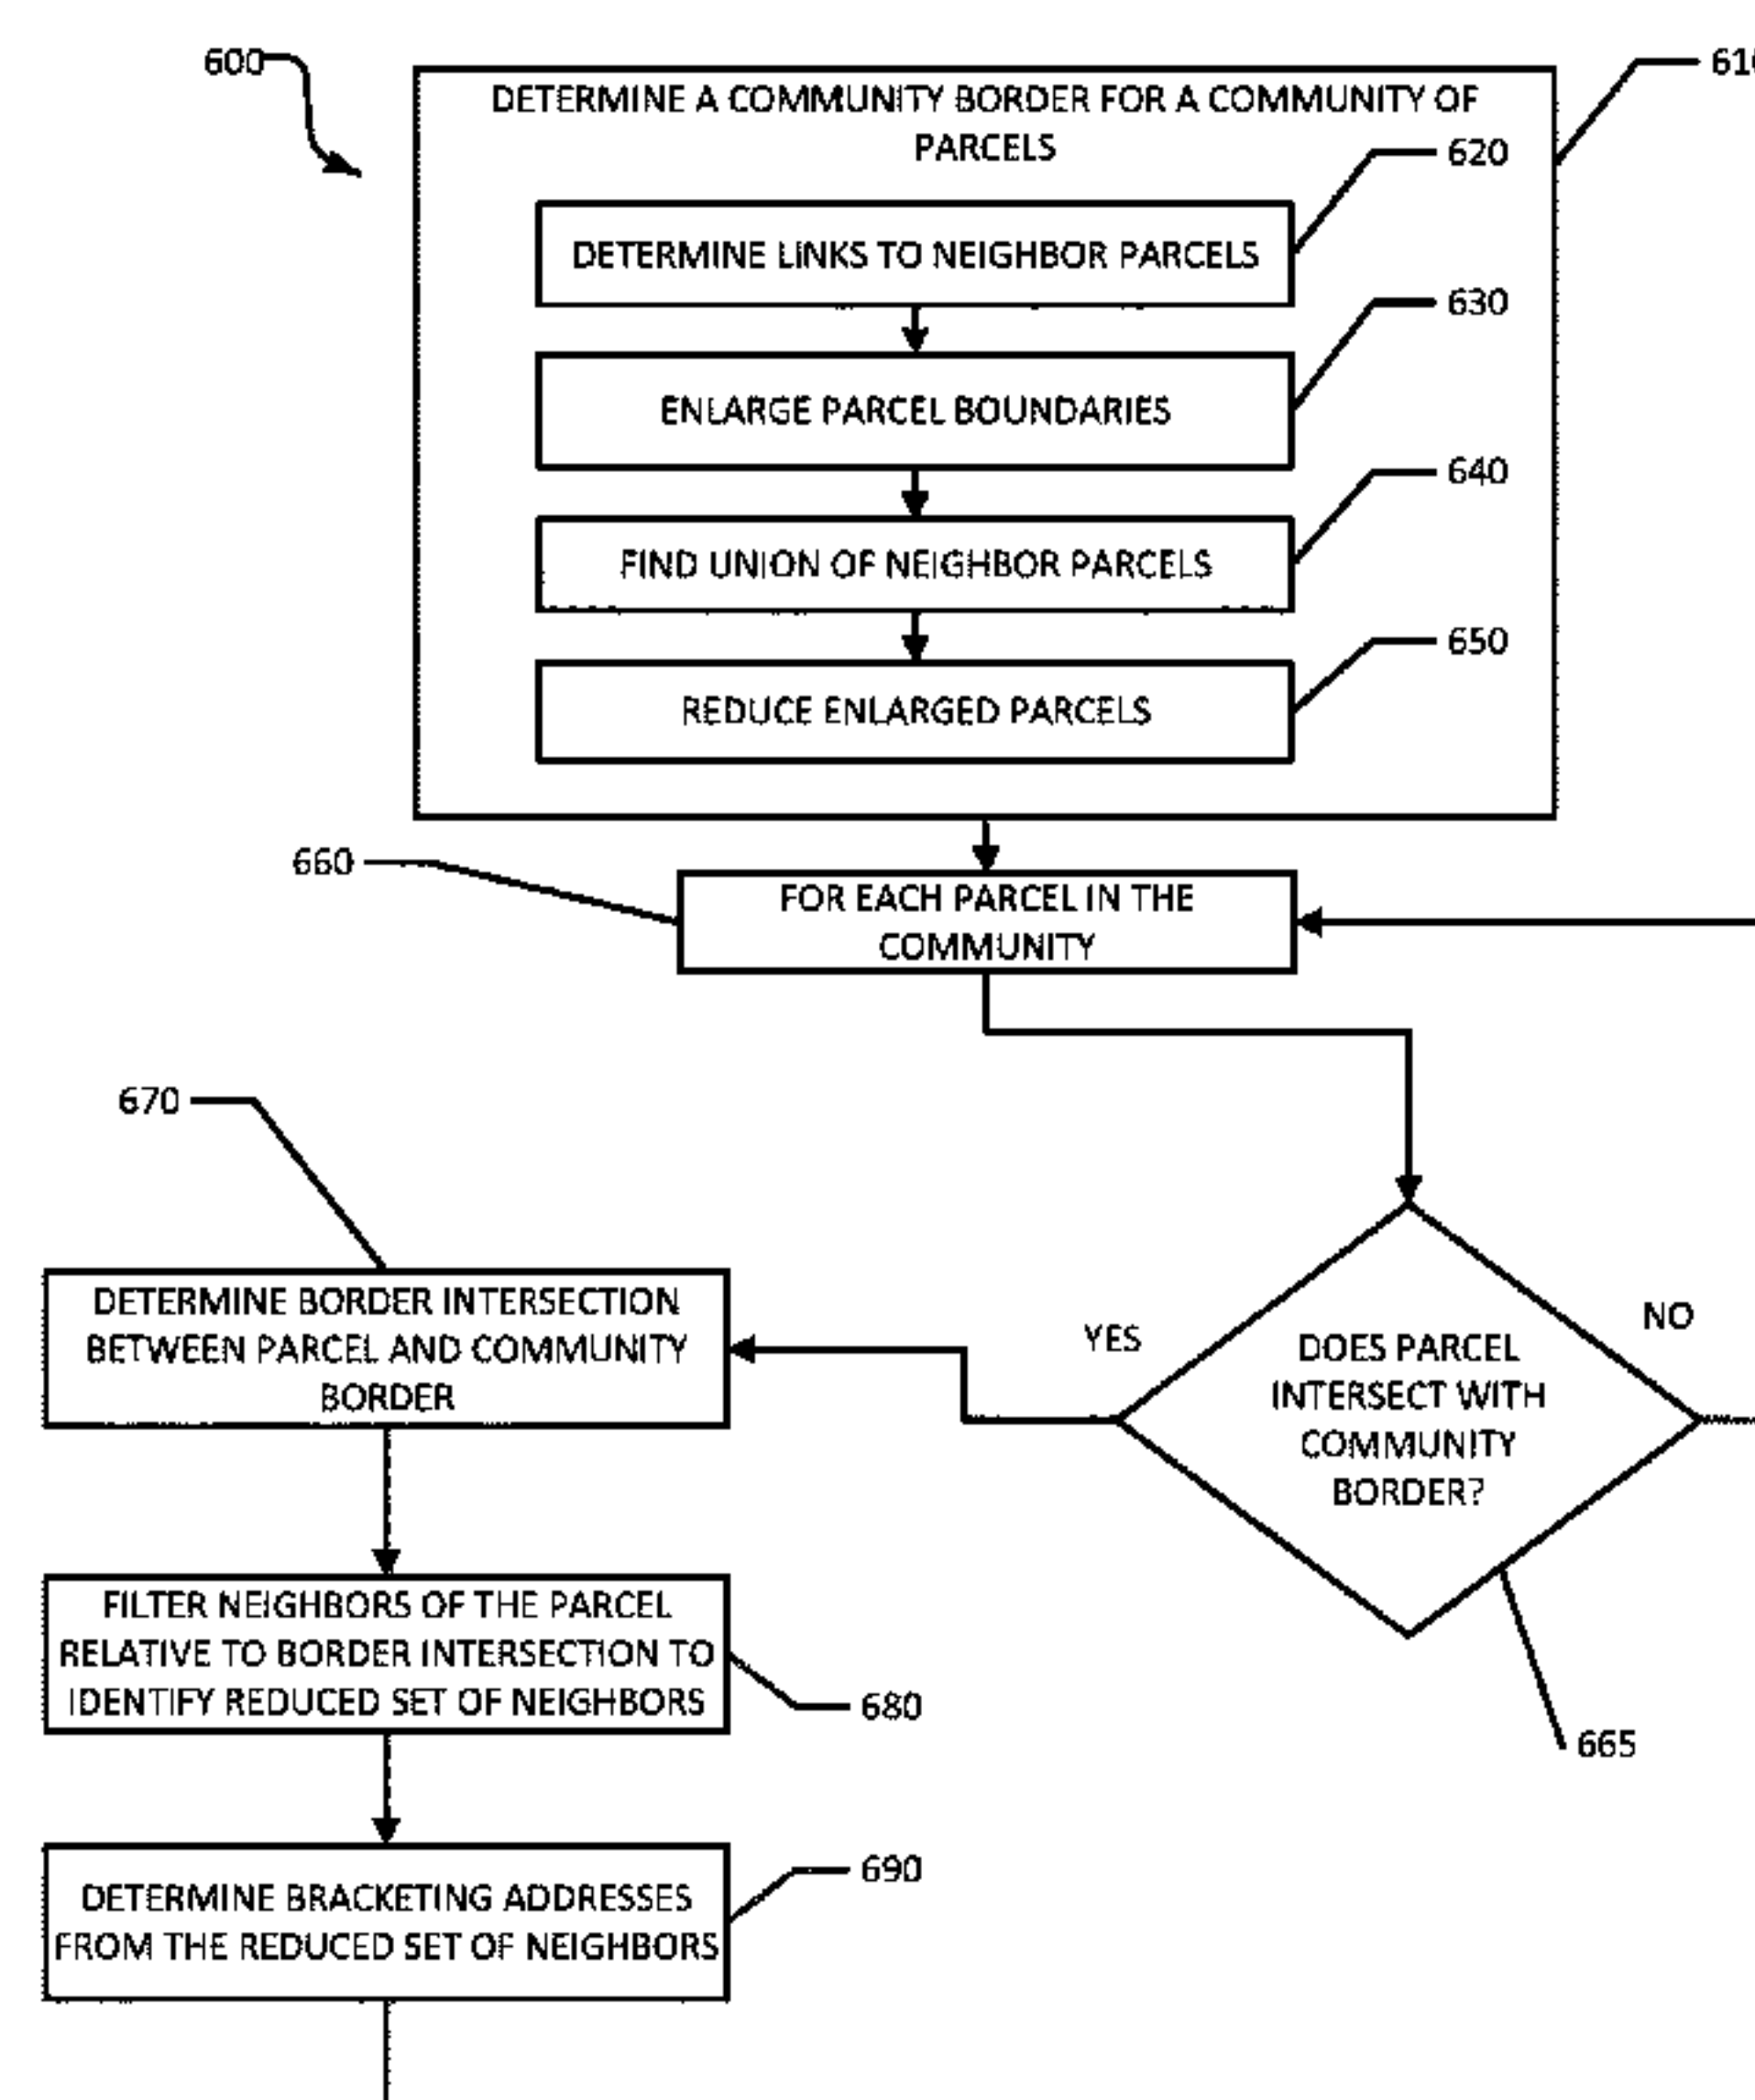 600
610
DETERMINE A COMMUNITY BORDER FOR A COMMUNITY OF
PARCELS
620
DETERMINE LINKS TO NEIGHBOR PARCELS
630
ENLARGE PARCEL BOUNDARIES
640
FIND UNION OF NEIGHBOR PARCELS
650
REDUCE ENLARGED PARCELS
660
FOR EACH PARCEL IN THE
COMMUNITY
670
DETERMINE BORDER INTERSECTION
BETWEEN PARCEL AND COMMUNITY
BORDER
YES
NO
DOES PARCEL
INTERSECT WITH
COMMUNITY
BORDER?
665
FILTER NEIGHBORS OF THE PARCEL
RELATIVE TO BORDER INTERSECTION TO
IDENTIFY REDUCED SET OF NEIGHBORS
680
690
DETERMINE BRACKETING ADDRESSES
FROM THE REDUCED SET OF NEIGHBORS